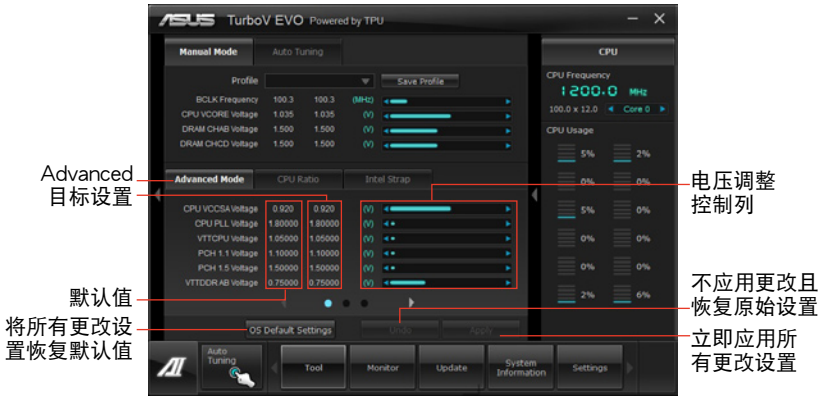 ASUS TurboV EVO Powered by TPU
Manual Mode Auto Tuning
Profile Save Profile
BCLK Frequency 100.3 100.3 (MHz)
CPU VCORE Voltage 1.035 1.035 (V)
DRAM CHAB Voltage 1.500 1.500 (V)
DRAM CHCD Voltage 1.500 1.500 (V)
Advanced
目标设置
Advanced Mode CPU Ratio Intel Strap
CPU VCCSA Voltage 0.920 0.920 (V)
CPU PLL Voltage 1.80000 1.80000 (V)
VTTCPU Voltage 1.05000 1.05000 (V)
PCH 1.1 Voltage 1.10000 1.10000 (V)
PCH 1.5 Voltage 1.50000 1.50000 (V)
VTTDDR AB Voltage 0.75000 0.75000 (V)
默认值
将所有更改设
置恢复默认值
OS Default Settings Undo Apply
Auto
Tuning
Tool Monitor Update System
Information Settings
CPU
CPU Frequency
1200.0 MHz
100.0 x 12.0 Core 0
CPU Usage
5% 2%
0% 0%
5% 0%
0% 0%
0% 0%
2% 6%
电压调整
控制列
不应用更改且
恢复原始设置
立即应用所
有更改设置